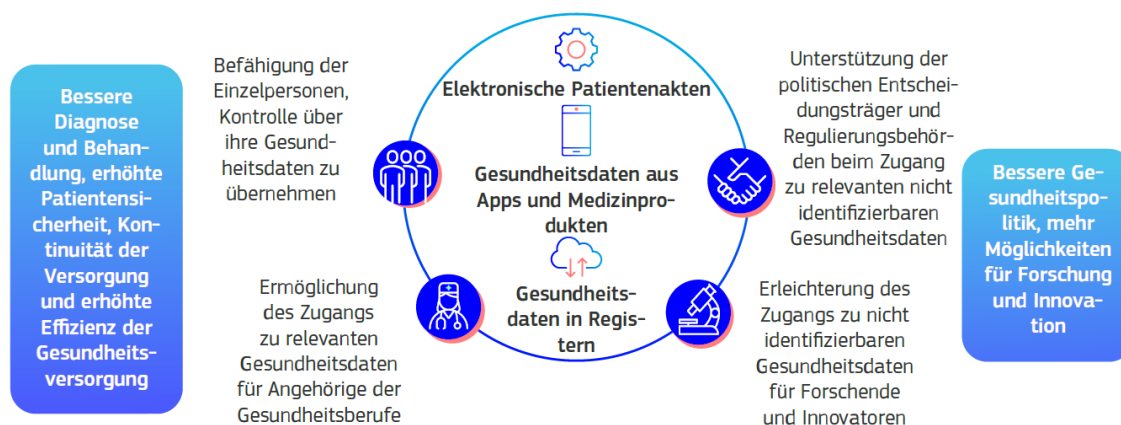 Bessere
Diagnose
und Behan-
dlung, erhöhte
Patientensi-
cherheit, Kon-
tinuität der
Versorgung
und erhöhte
Effizienz der
Gesundheits-
versorgung
Befähigung der
Einzelpersonen,
Kontrolle über
ihre Gesund-
heitsdaten zu
übernehmen
Ermöglichung
des Zugangs
zu relevanten
Gesundheitsdaten
für Angehörige der
Gesundheitsberufe
Elektronische Patientenakten
Gesundheitsdaten aus
Apps und Medizinpro-
dukten
Gesundheits-
daten in Regis-
tern
Unterstützung der
politischen Entschei-
dungsträger und
Regulierungsbehör-
den beim Zugang
zu relevanten nicht
identifizierbaren
Gesundheitsdaten
Erleichterung des
Zugangs zu nicht
identifizierbaren
Gesundheitsdaten
für Forschende
und Innovatoren
Bessere Ge-
sundheitspo-
litik, mehr
Möglichkeiten
für Forschung
und Innova-
tion